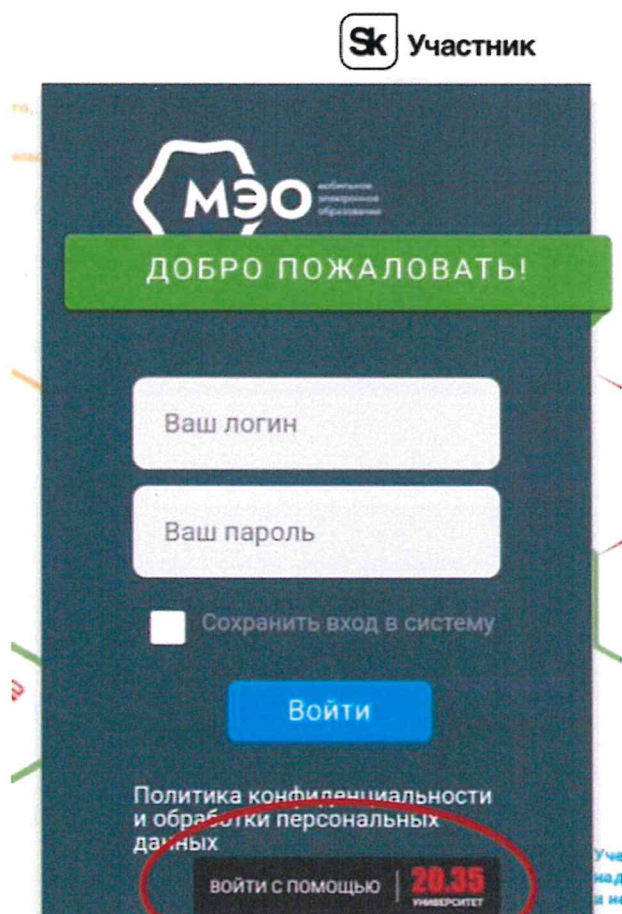 Sk Участник
МЭО
мобильное
электронное
образование
ДОБРО ПОЖАЛОВАТЬ!
Ваш логин
Ваш пароль
Сохранить вход в систему
Войти
Политика конфиденциальности
и обработки персональных
данных
ВОЙТИ С ПОМОЩЬЮ | 20.35
УНИВЕРСИТЕТ